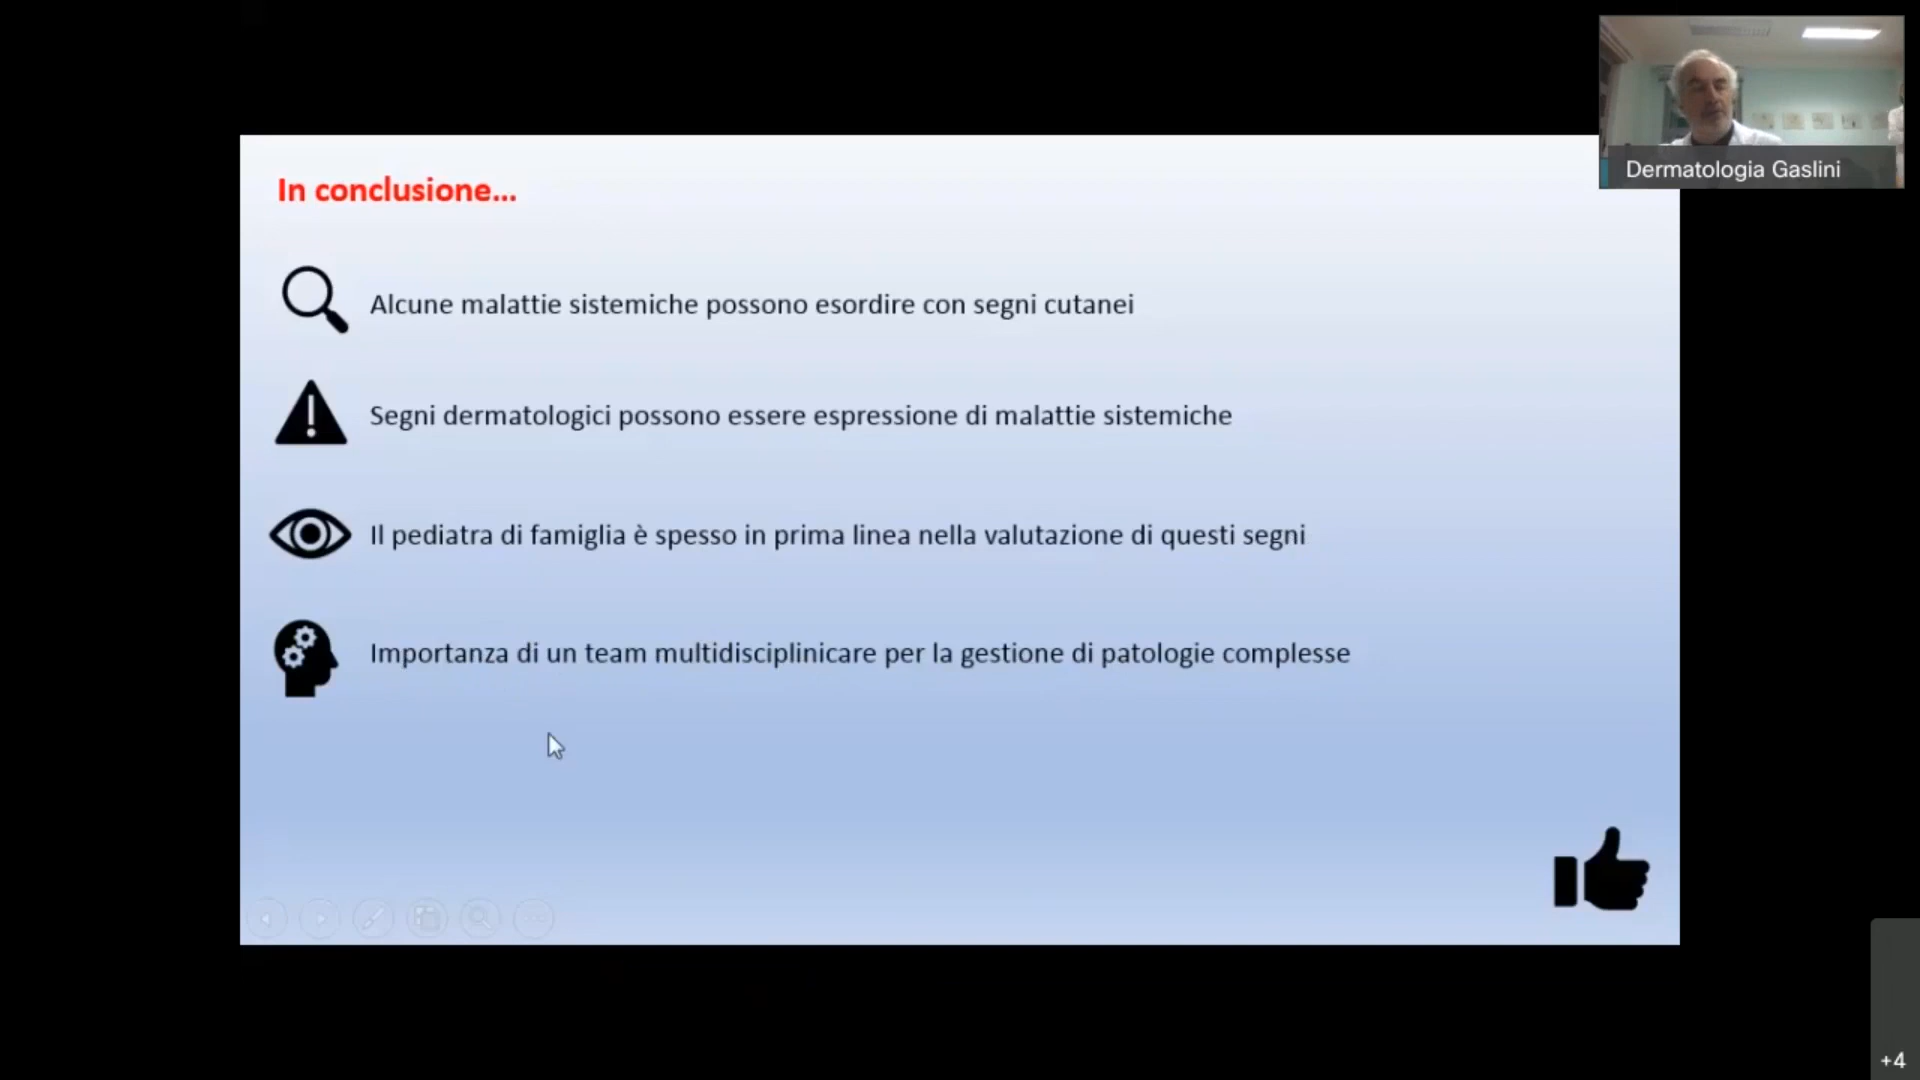 Dermatologia Gaslini
In conclusione...
Alcune malattie sistemiche possono esordire con segni cutanei
Segni dermatologici possono essere espressione di malattie sistemiche
Il pediatra di famiglia è spesso in prima linea nella valutazione di questi segni
Importanza di un team multidisciplinicare per la gestione di patologie complesse
+4